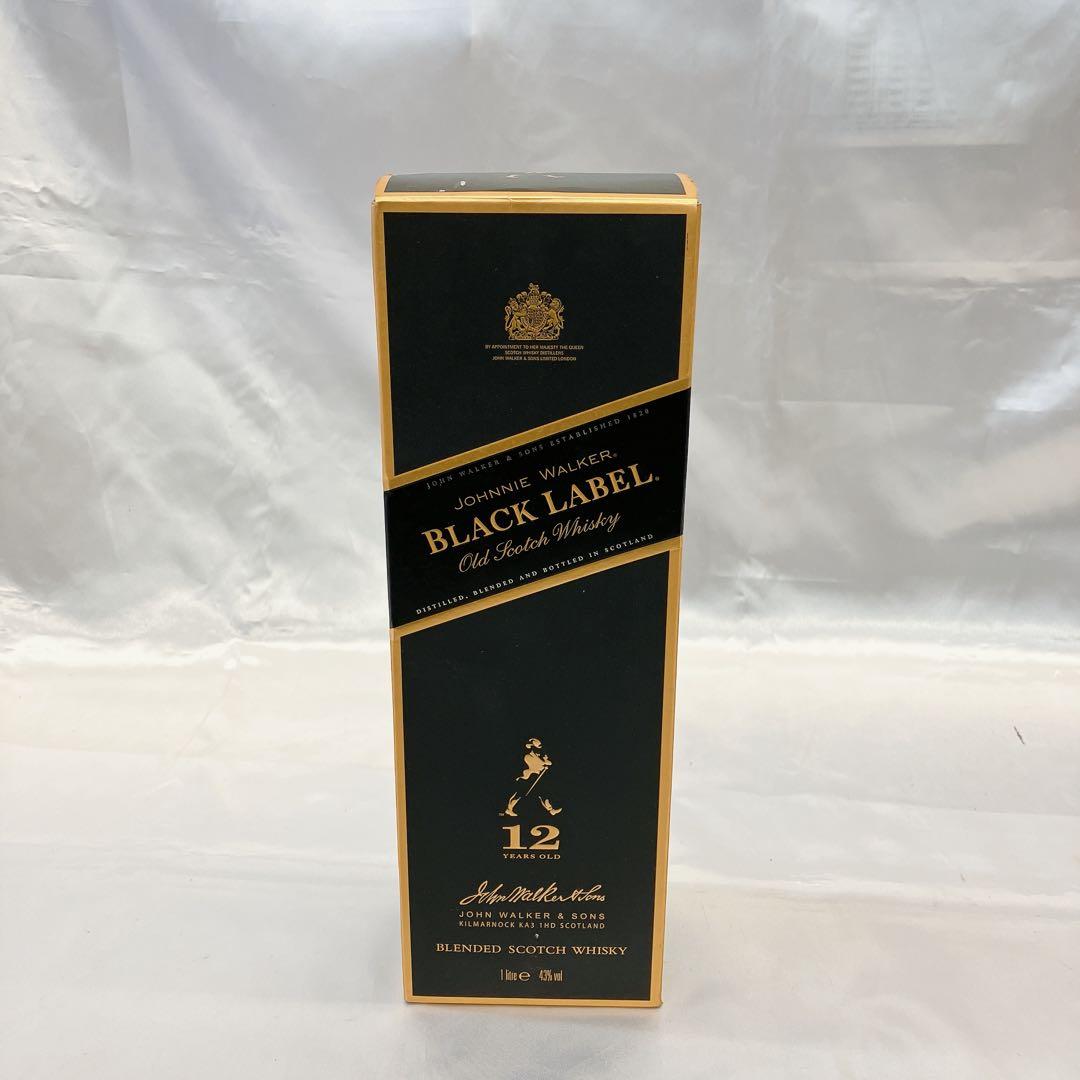 BY APPOINTMENT TO HER MAJESTY THE QUEEN
SCOTCH WHISKY DISTILLERS
JOHN WALKER & SONS LIMITED LONDON
JOHN WALKER & SONS ESTABLISHED 1820
JOHNNIE WALKER®
BLACK LABEL®
Old Scotch Whisky
DISTILLED, BLENDED AND BOTTLED IN SCOTLAND
TM
12
YEARS OLD
John Walker & Sons
JOHN WALKER & SONS
KILMARNOCK KA3 1HD SCOTLAND
BLENDED SCOTCH WHISKY
1 litre e 43% vol